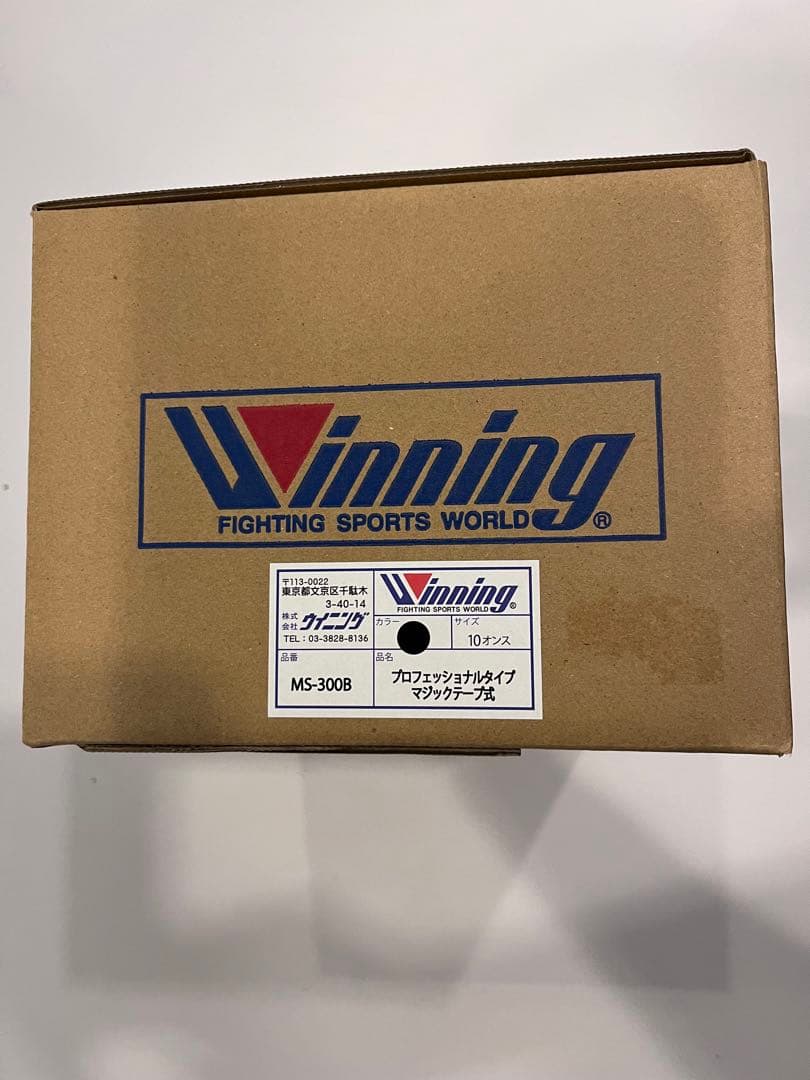 Winning
FIGHTING SPORTS WORLD®
〒113-0022
東京都文京区千駄木
3-40-14
株式会社 ウイニング
TEL：03-3828-8136
Winning
FIGHTING SPORTS WORLD®
カラー
サイズ
10オンス
品番
MS-300B
品名
プロフェッショナルタイプ
マジックテープ式